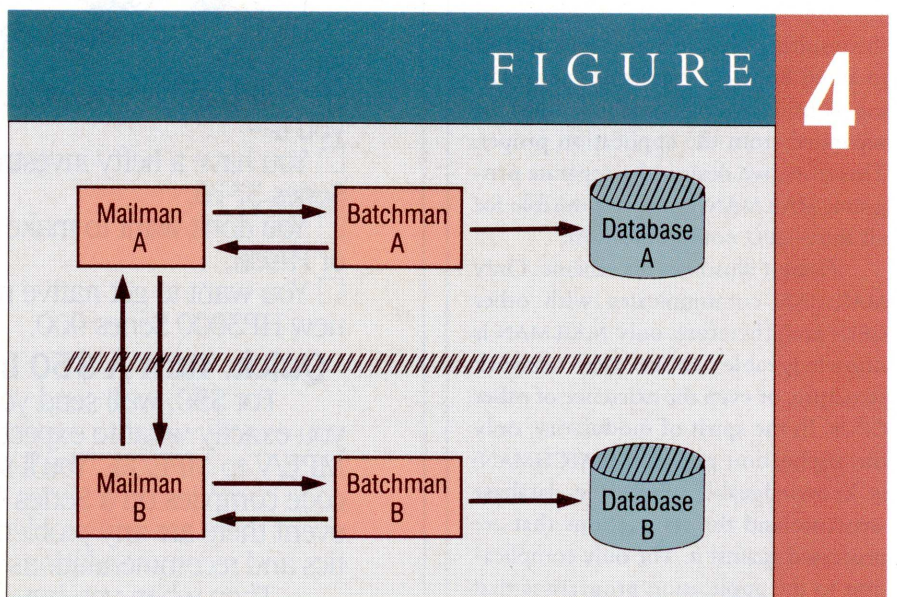 FIGURE 4
Mailman A
Batchman A
Database A
Mailman B
Batchman B
Database B